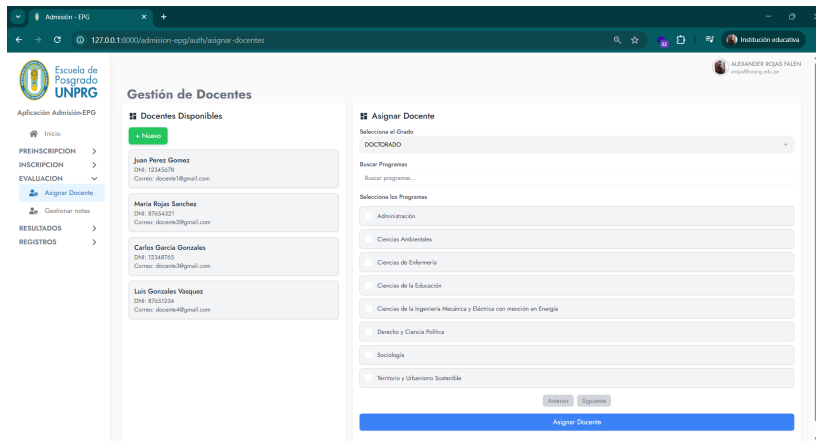 Admisión - EPG
127.0.0.1:8000/admision-epg/auth/asignar-docentes
32
Institución educativa
Escuela de
Posgrado
UNPRG
ALEXANDER ROJAS FALEN
Aplicación Admisión-EPG
Inicio
PREINSCRIPCION
INSCRIPCION
EVALUACION
Asignar Docente
Gestionar notas
RESULTADOS
REGISTROS
Gestión de Docentes
Docentes Disponibles
+ Nuevo
Juan Perez Gomez
DNI: 12345678
Correo: docente1@gmail.com
Maria Rojas Sanchez
DNI: 87654321
Correo: docente2@gmail.com
Carlos Garcia Gonzales
DNI: 12348765
Correo: docente3@gmail.com
Luis Gonzales Vasquez
DNI: 87651234
Correo: docente4@gmail.com
Asignar Docente
Selecciona el Grado
DOCTORADO
Buscar Programas
Buscar programas...
Selecciona los Programas
Administración
Ciencias Ambientales
Ciencias de Enfermería
Ciencias de la Educación
Ciencias de la Ingeniería Mecánica y Eléctrica con mención en Energía
Derecho y Ciencia Política
Sociología
Territorio y Urbanismo Sostenible
Anterior Siguiente
Asignar Docente